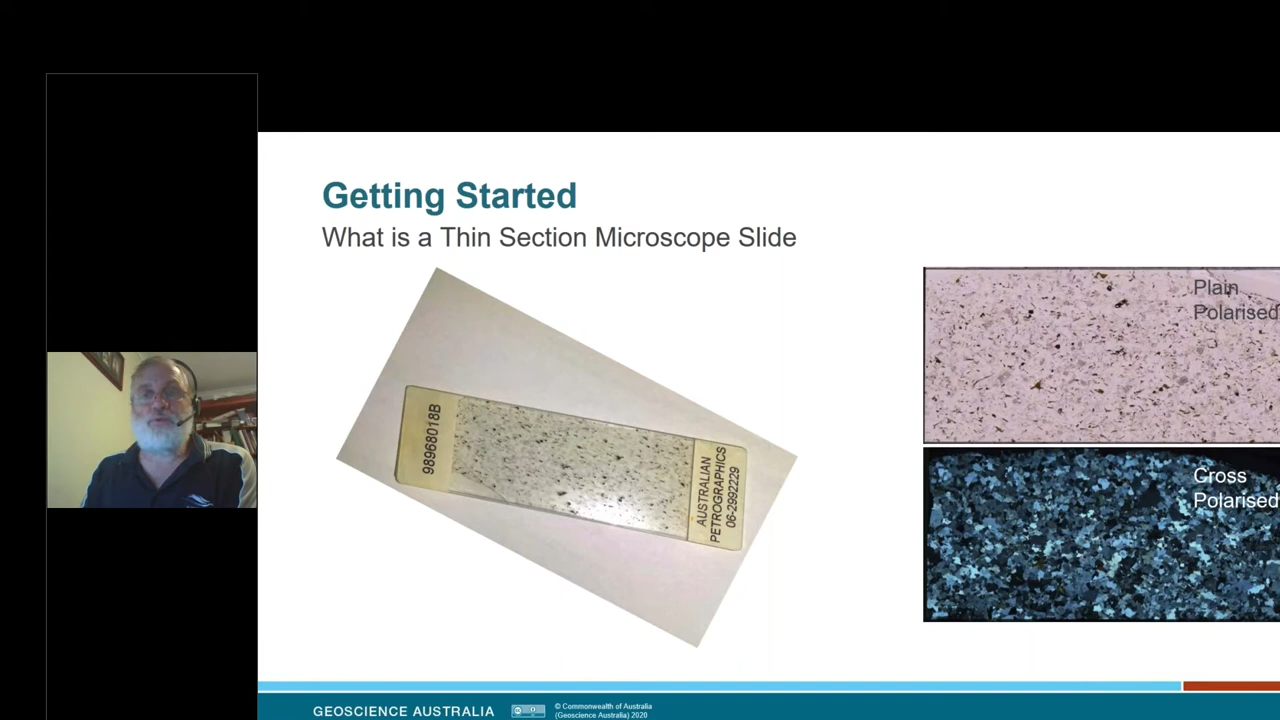 Getting Started
What is a Thin Section Microscope Slide
98968018B
AUSTRALIAN
PETROGRAPHICS
06-2992229
Plain
Polarised
Cross
Polarised
GEOSCIENCE AUSTRALIA
© Commonwealth of Australia
(Geoscience Australia) 2020